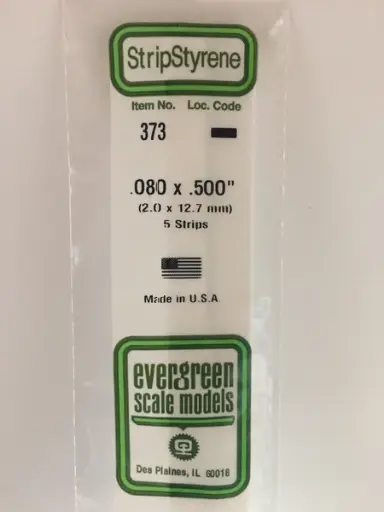 StripStyrene
Item No. Loc. Code
373
.080 x .500"
(2.0 x 12.7 mm)
5 Strips
Made in U.S.A.
evergreen
scale models
Des Plaines, IL 60018